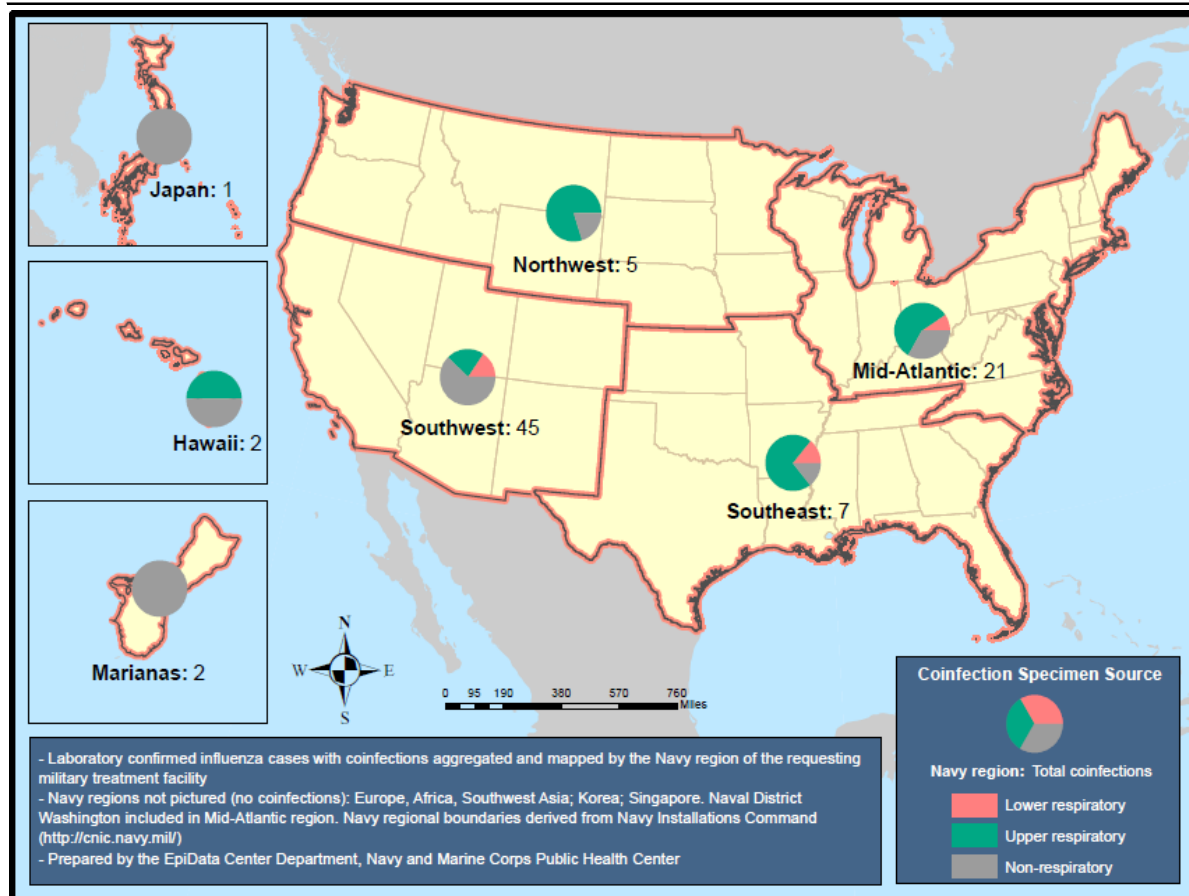 Japan: 1
Hawaii: 2
Marianas: 2
Northwest: 5
Southwest: 45
Mid-Atlantic: 21
Southeast: 7
N
W E
S
0 95 190 380 570 760
Miles
Coinfection Specimen Source
Navy region: Total coinfections
Lower respiratory
Upper respiratory
Non-respiratory
- Laboratory confirmed influenza cases with coinfections aggregated and mapped by the Navy region of the requesting
military treatment facility
- Navy regions not pictured (no coinfections): Europe, Africa, Southwest Asia; Korea; Singapore. Naval District
Washington included in Mid-Atlantic region. Navy regional boundaries derived from Navy Installations Command
(http://cnic.navy.mil/)
- Prepared by the EpiData Center Department, Navy and Marine Corps Public Health Center